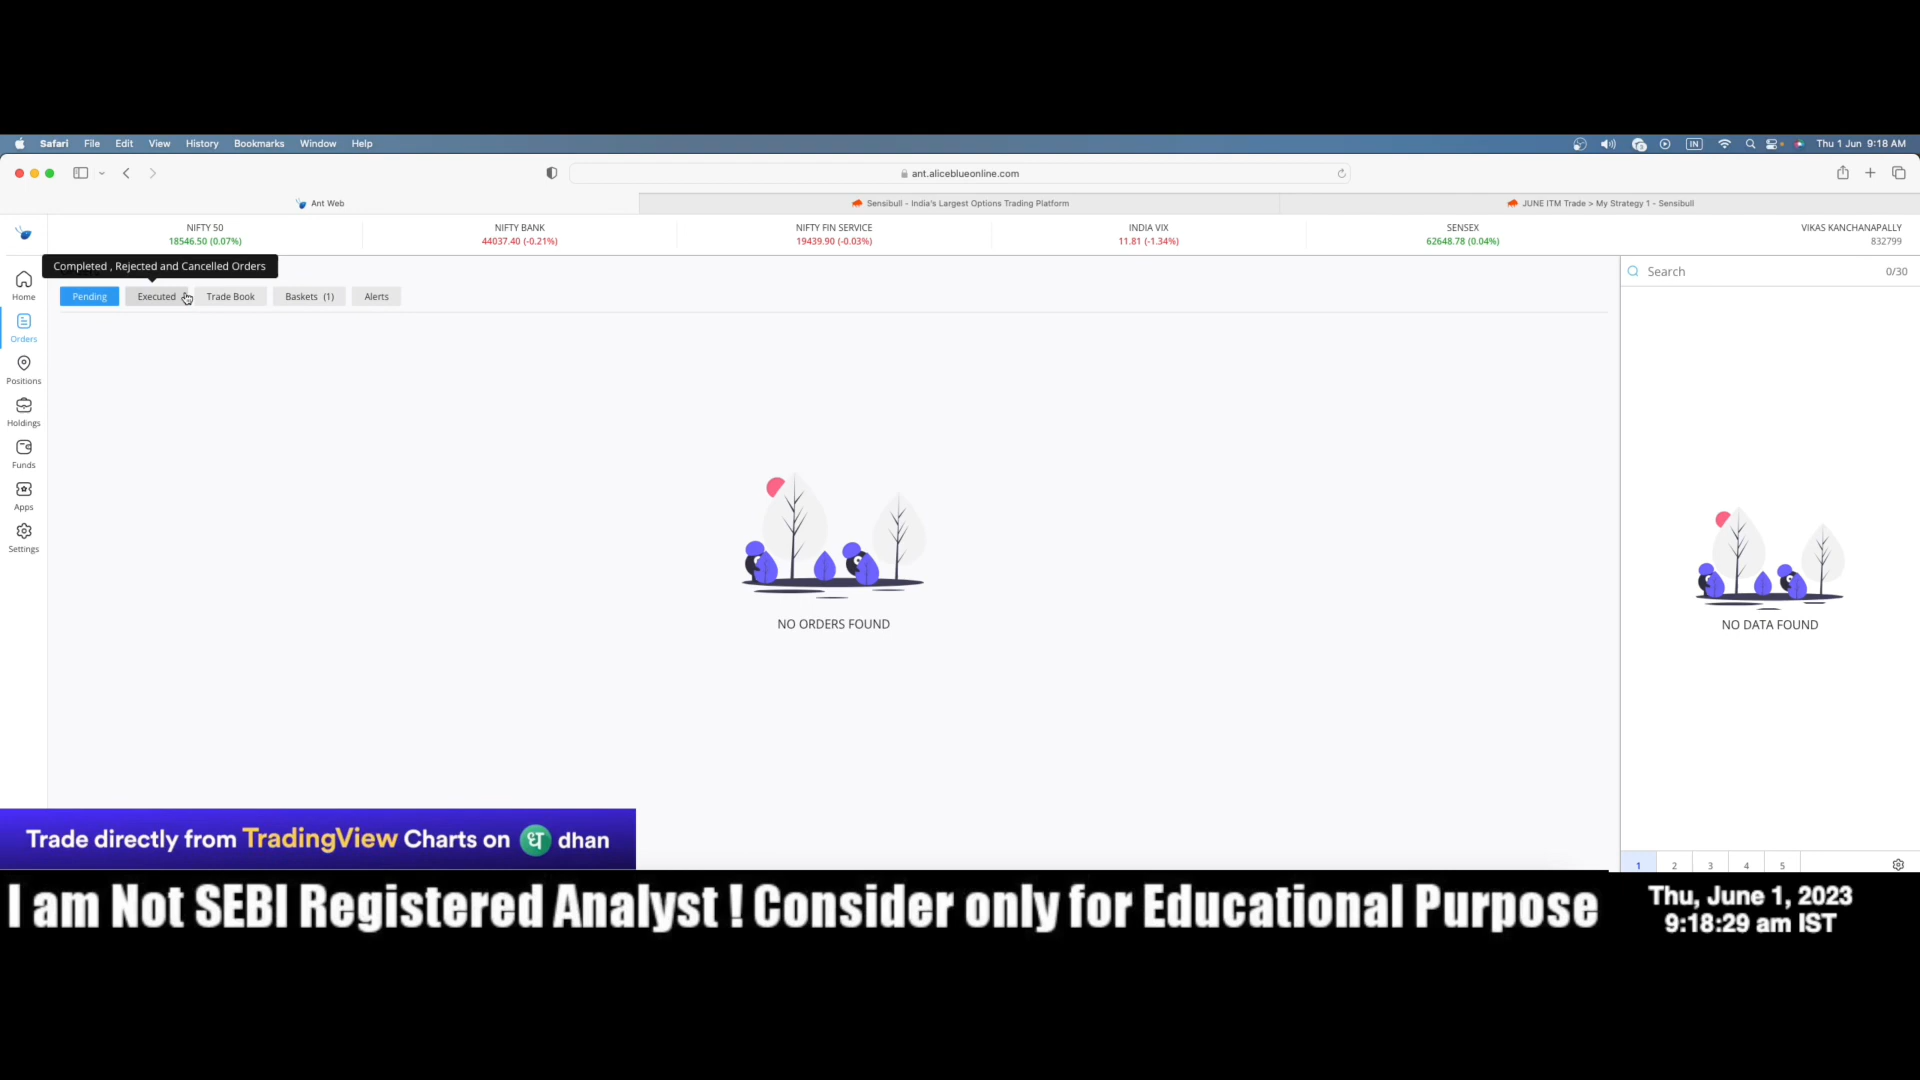 Safari File Edit View History Bookmarks Window Help
IN
Thu 1 Jun 9:18 AM
ant.aliceblueonline.com
Ant Web
Sensibull - India's Largest Options Trading Platform
JUNE ITM Trade > My Strategy 1 - Sensibull
NIFTY 50
18546.50 (0.07%)
NIFTY BANK
44037.40 (-0.21%)
NIFTY FIN SERVICE
19439.90 (-0.03%)
INDIA VIX
11.81 (-1.34%)
SENSEX
62648.78 (0.04%)
VIKAS KANCHANAPALLY
832799
Completed , Rejected and Cancelled Orders
Search
0/30
Home
Orders
Positions
Holdings
Funds
Apps
Settings
Pending
Executed
Trade Book
Baskets (1)
Alerts
NO ORDERS FOUND
NO DATA FOUND
1 2 3 4 5
Trade directly from TradingView Charts on ध dhan
I am Not SEBI Registered Analyst ! Consider only for Educational Purpose
Thu, June 1, 2023
9:18:29 am IST